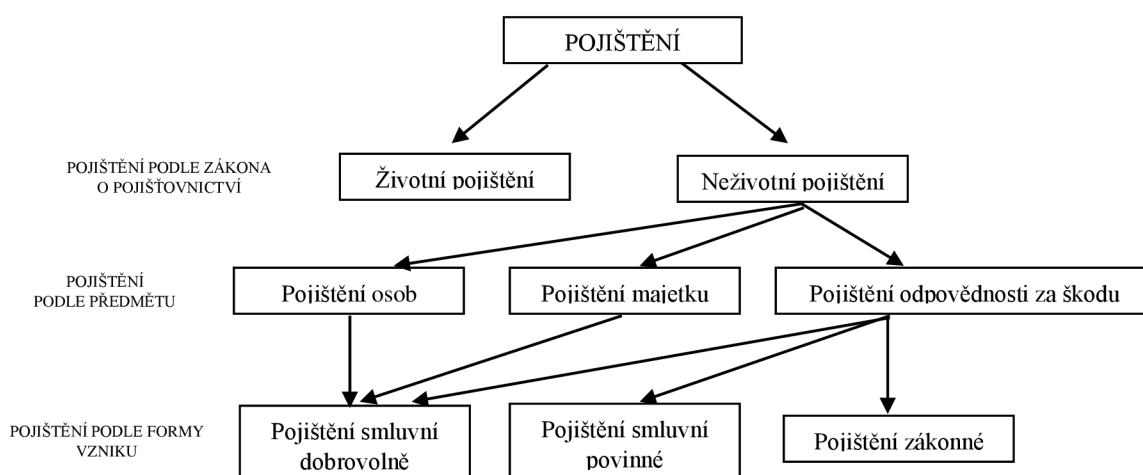 POJIŠTĚNÍ
POJIŠTĚNÍ PODLE ZÁKONA
O POJIŠŤOVNICTVÍ
Životní pojištění
Neživotní pojištění
POJIŠTĚNÍ
PODLE PŘEDMĚTU
Pojištění osob
Pojištění majetku
Pojištění odpovědnosti za škodu
POJIŠTĚNÍ PODLE FORMY
VZNIKU
Pojištění smluvní
dobrovolně
Pojištění smluvní
povinné
Pojištění zákonné